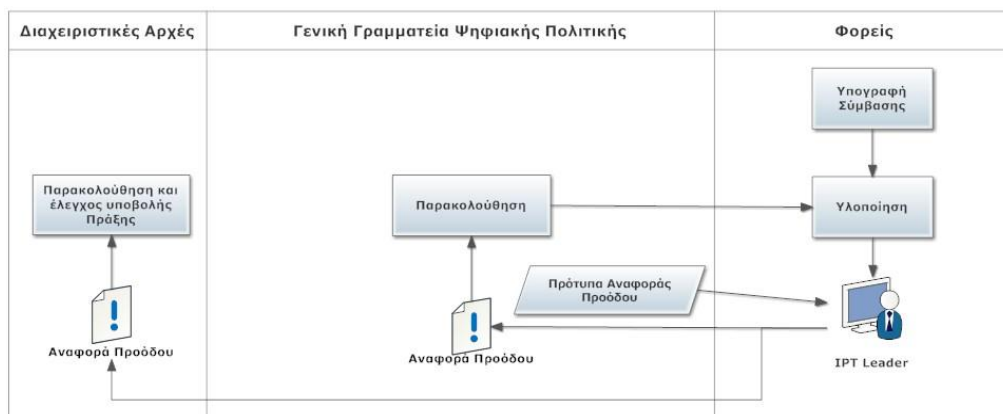 Διαχειριστικές Αρχές
Γενική Γραμματεία Ψηφιακής Πολιτικής
Φορείς
Υπογραφή
Σύμβασης
Παρακολούθηση και
έλεγχος υποβολής
Πράξης
Παρακολούθηση
Υλοποίηση
Πρότυπα Αναφοράς
Προόδου
Αναφορά Προόδου
Αναφορά Προόδου
IPT Leader